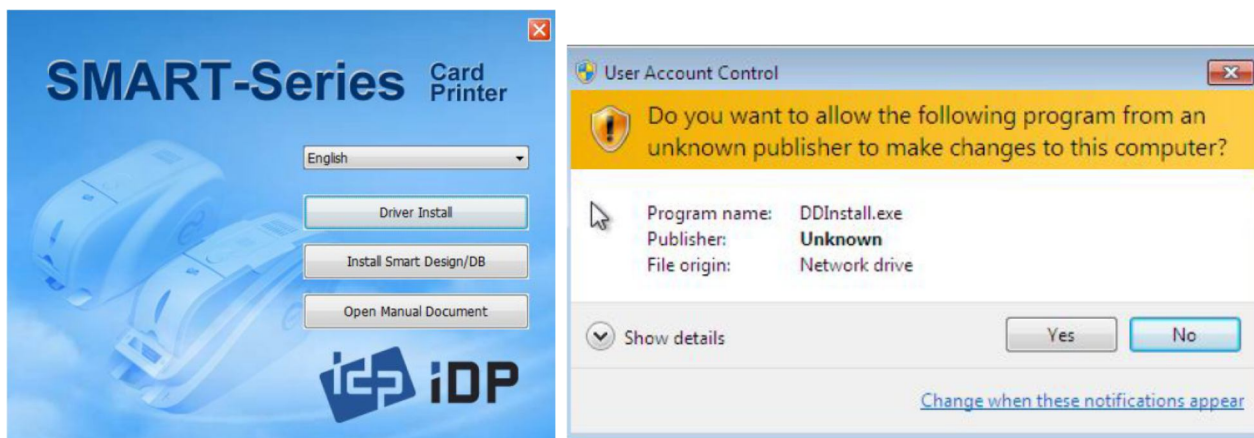 SMART-Series Card Printer
English
Driver Install
Install Smart Design/DB
Open Manual Document
iDP
User Account Control
Do you want to allow the following program from an
unknown publisher to make changes to this computer?
Program name: DDInstall.exe
Publisher: Unknown
File origin: Network drive
Show details
Yes No
Change when these notifications appear